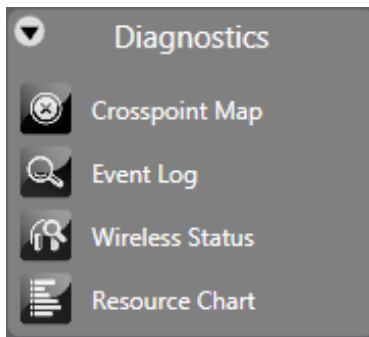 Diagnostics
Crosspoint Map
Event Log
Wireless Status
Resource Chart